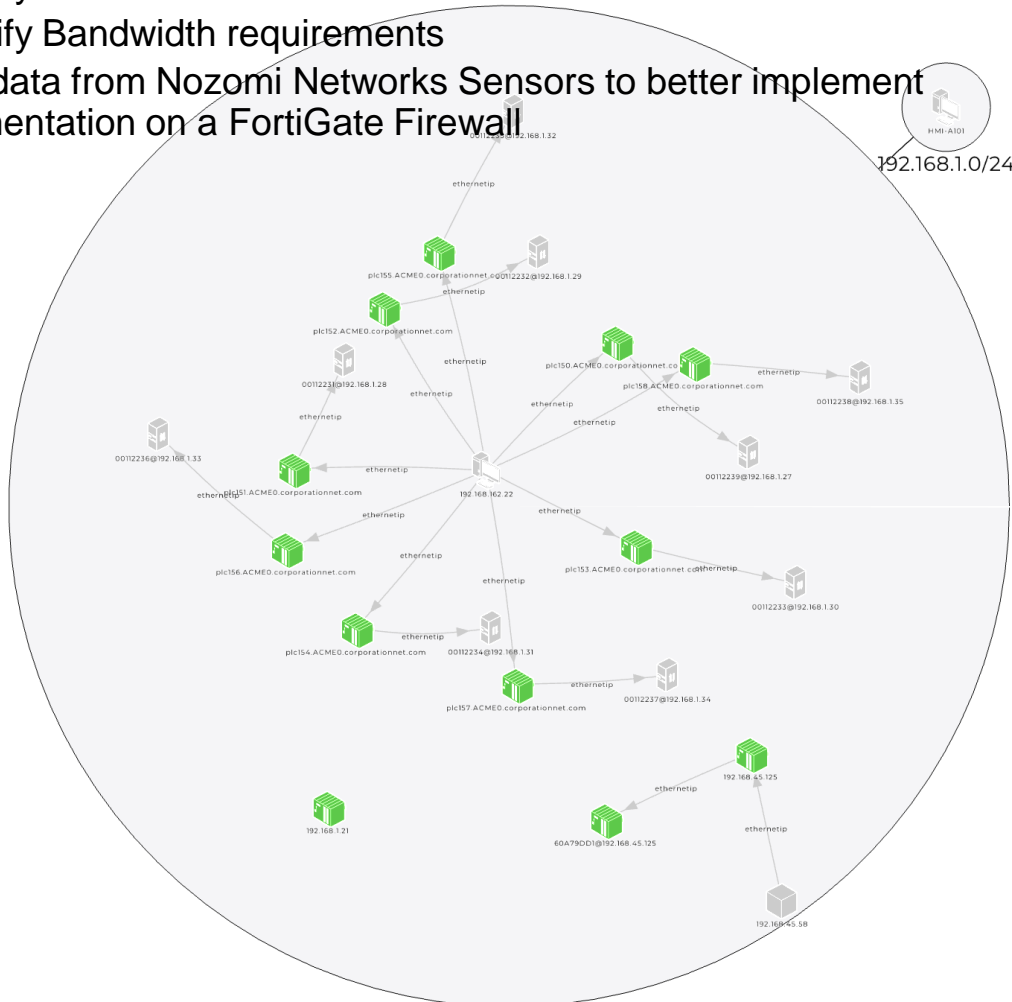 ify Bandwidth requirements
data from Nozomi Networks Sensors to better implement
entation on a FortiGate Firewall
HMI-A101
192.168.1.0/24
@192.168.1.32
ethernetip
plc155.ACME0.corporationnet.
00112232@192.168.1.29
ethernetip
plc152.ACME0.corporationnet.com
ethernetip
plc150.ACME0.corporationnet.co
ethernetip
plc158.ACME0.corporationnet.com
00112231@192.168.1.28
ethernetip
ethernetip
ethernetip
00112238@192.168.1.35
ethernetip
ethernetip
00112236@192.168.1.33
ethernetip
00112239@192.168.1.27
ethernetip
plc151.ACME0.corporationnet.com
192.168.162.22
ethernetip
ethernetip
ethernetip
plc156.ACME0.corporationnet.com
plc153.ACME0.corporationnet.com
ethernetip
ethernetip
00112233@192.168.1.30
ethernetip
plc154.ACME0.corporationnet.com
00112234@192.168.1.31
ethernetip
00112237@192.168.1.34
plc157.ACME0.corporationnet.com
192.168.45.125
ethernetip
192.168.1.21
ethernetip
60A79DD1@192.168.45.125
192.168.45.58